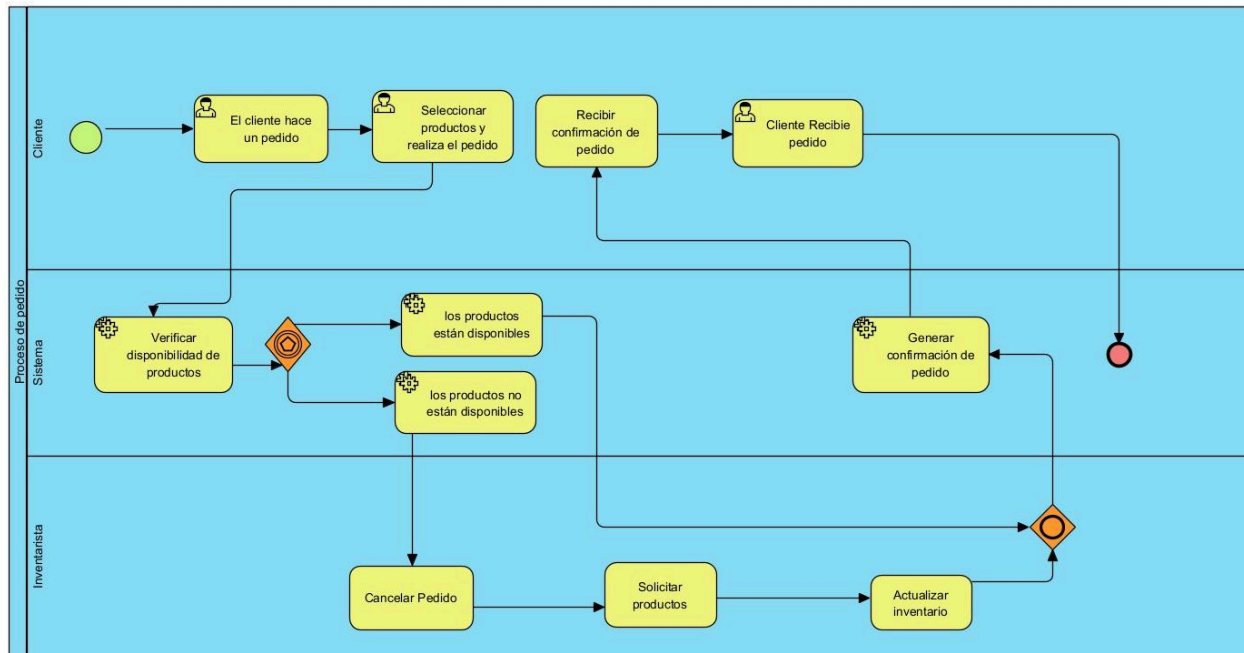 Proceso de pedido
Cliente
El cliente hace
un pedido
Seleccionar
productos y
realiza el pedido
Recibir
confirmación de
pedido
Cliente Recibie
pedido
Sistema
Verificar
disponibilidad de
productos
los productos
están disponibles
los productos no
están disponibles
Generar
confirmación de
pedido
Inventarista
Cancelar Pedido
Solicitar
productos
Actualizar
inventario